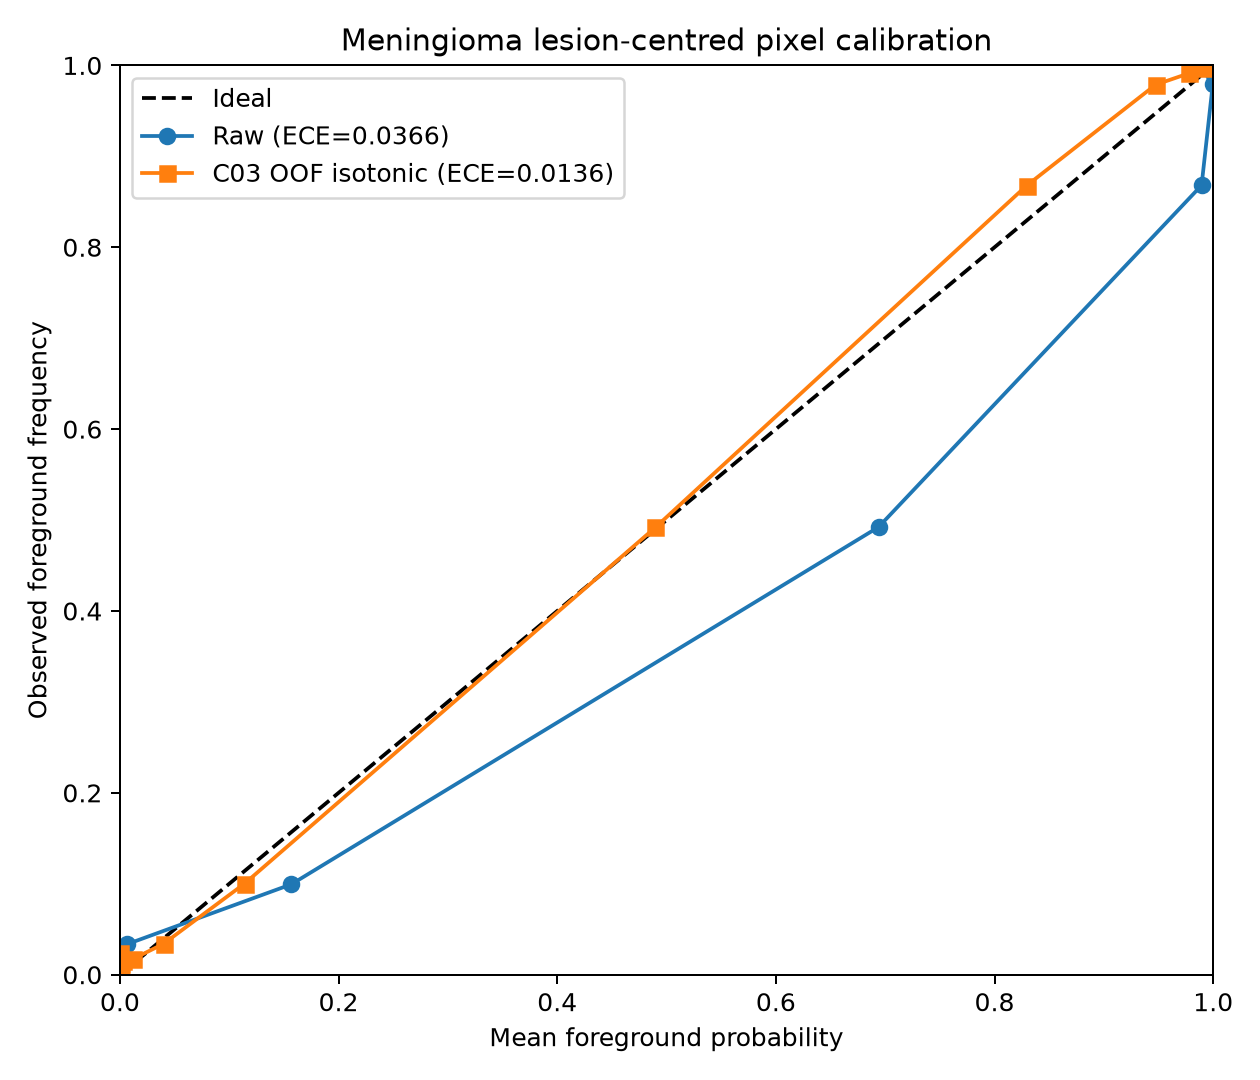 Meningioma lesion-centred pixel calibration
Ideal
Raw (ECE=0.0366)
C03 OOF isotonic (ECE=0.0136)
1.0
0.8
0.6
0.4
0.2
0.0
Observed foreground frequency
0.0 0.2 0.4 0.6 0.8 1.0
Mean foreground probability